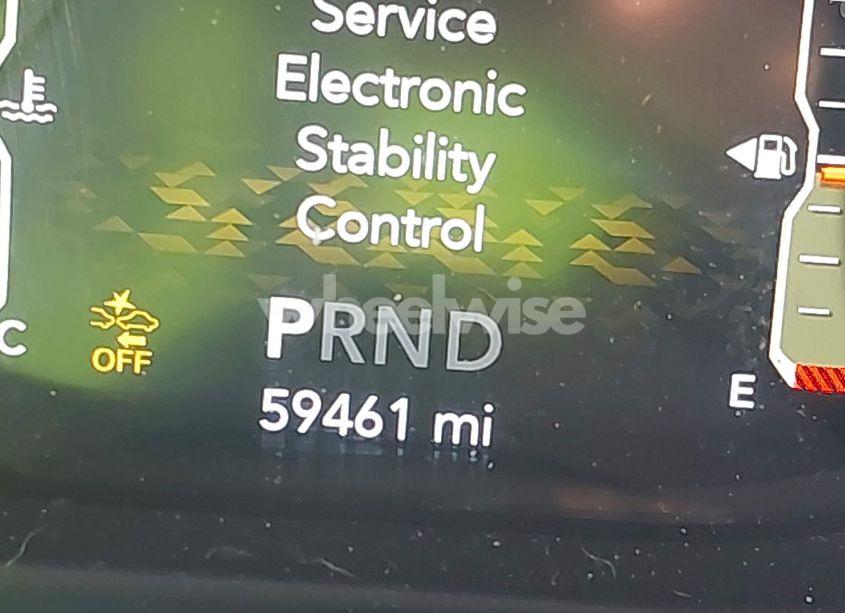 Service
Electronic
Stability
Control
wheelwise
PRND
OFF
59461 mi
C
E